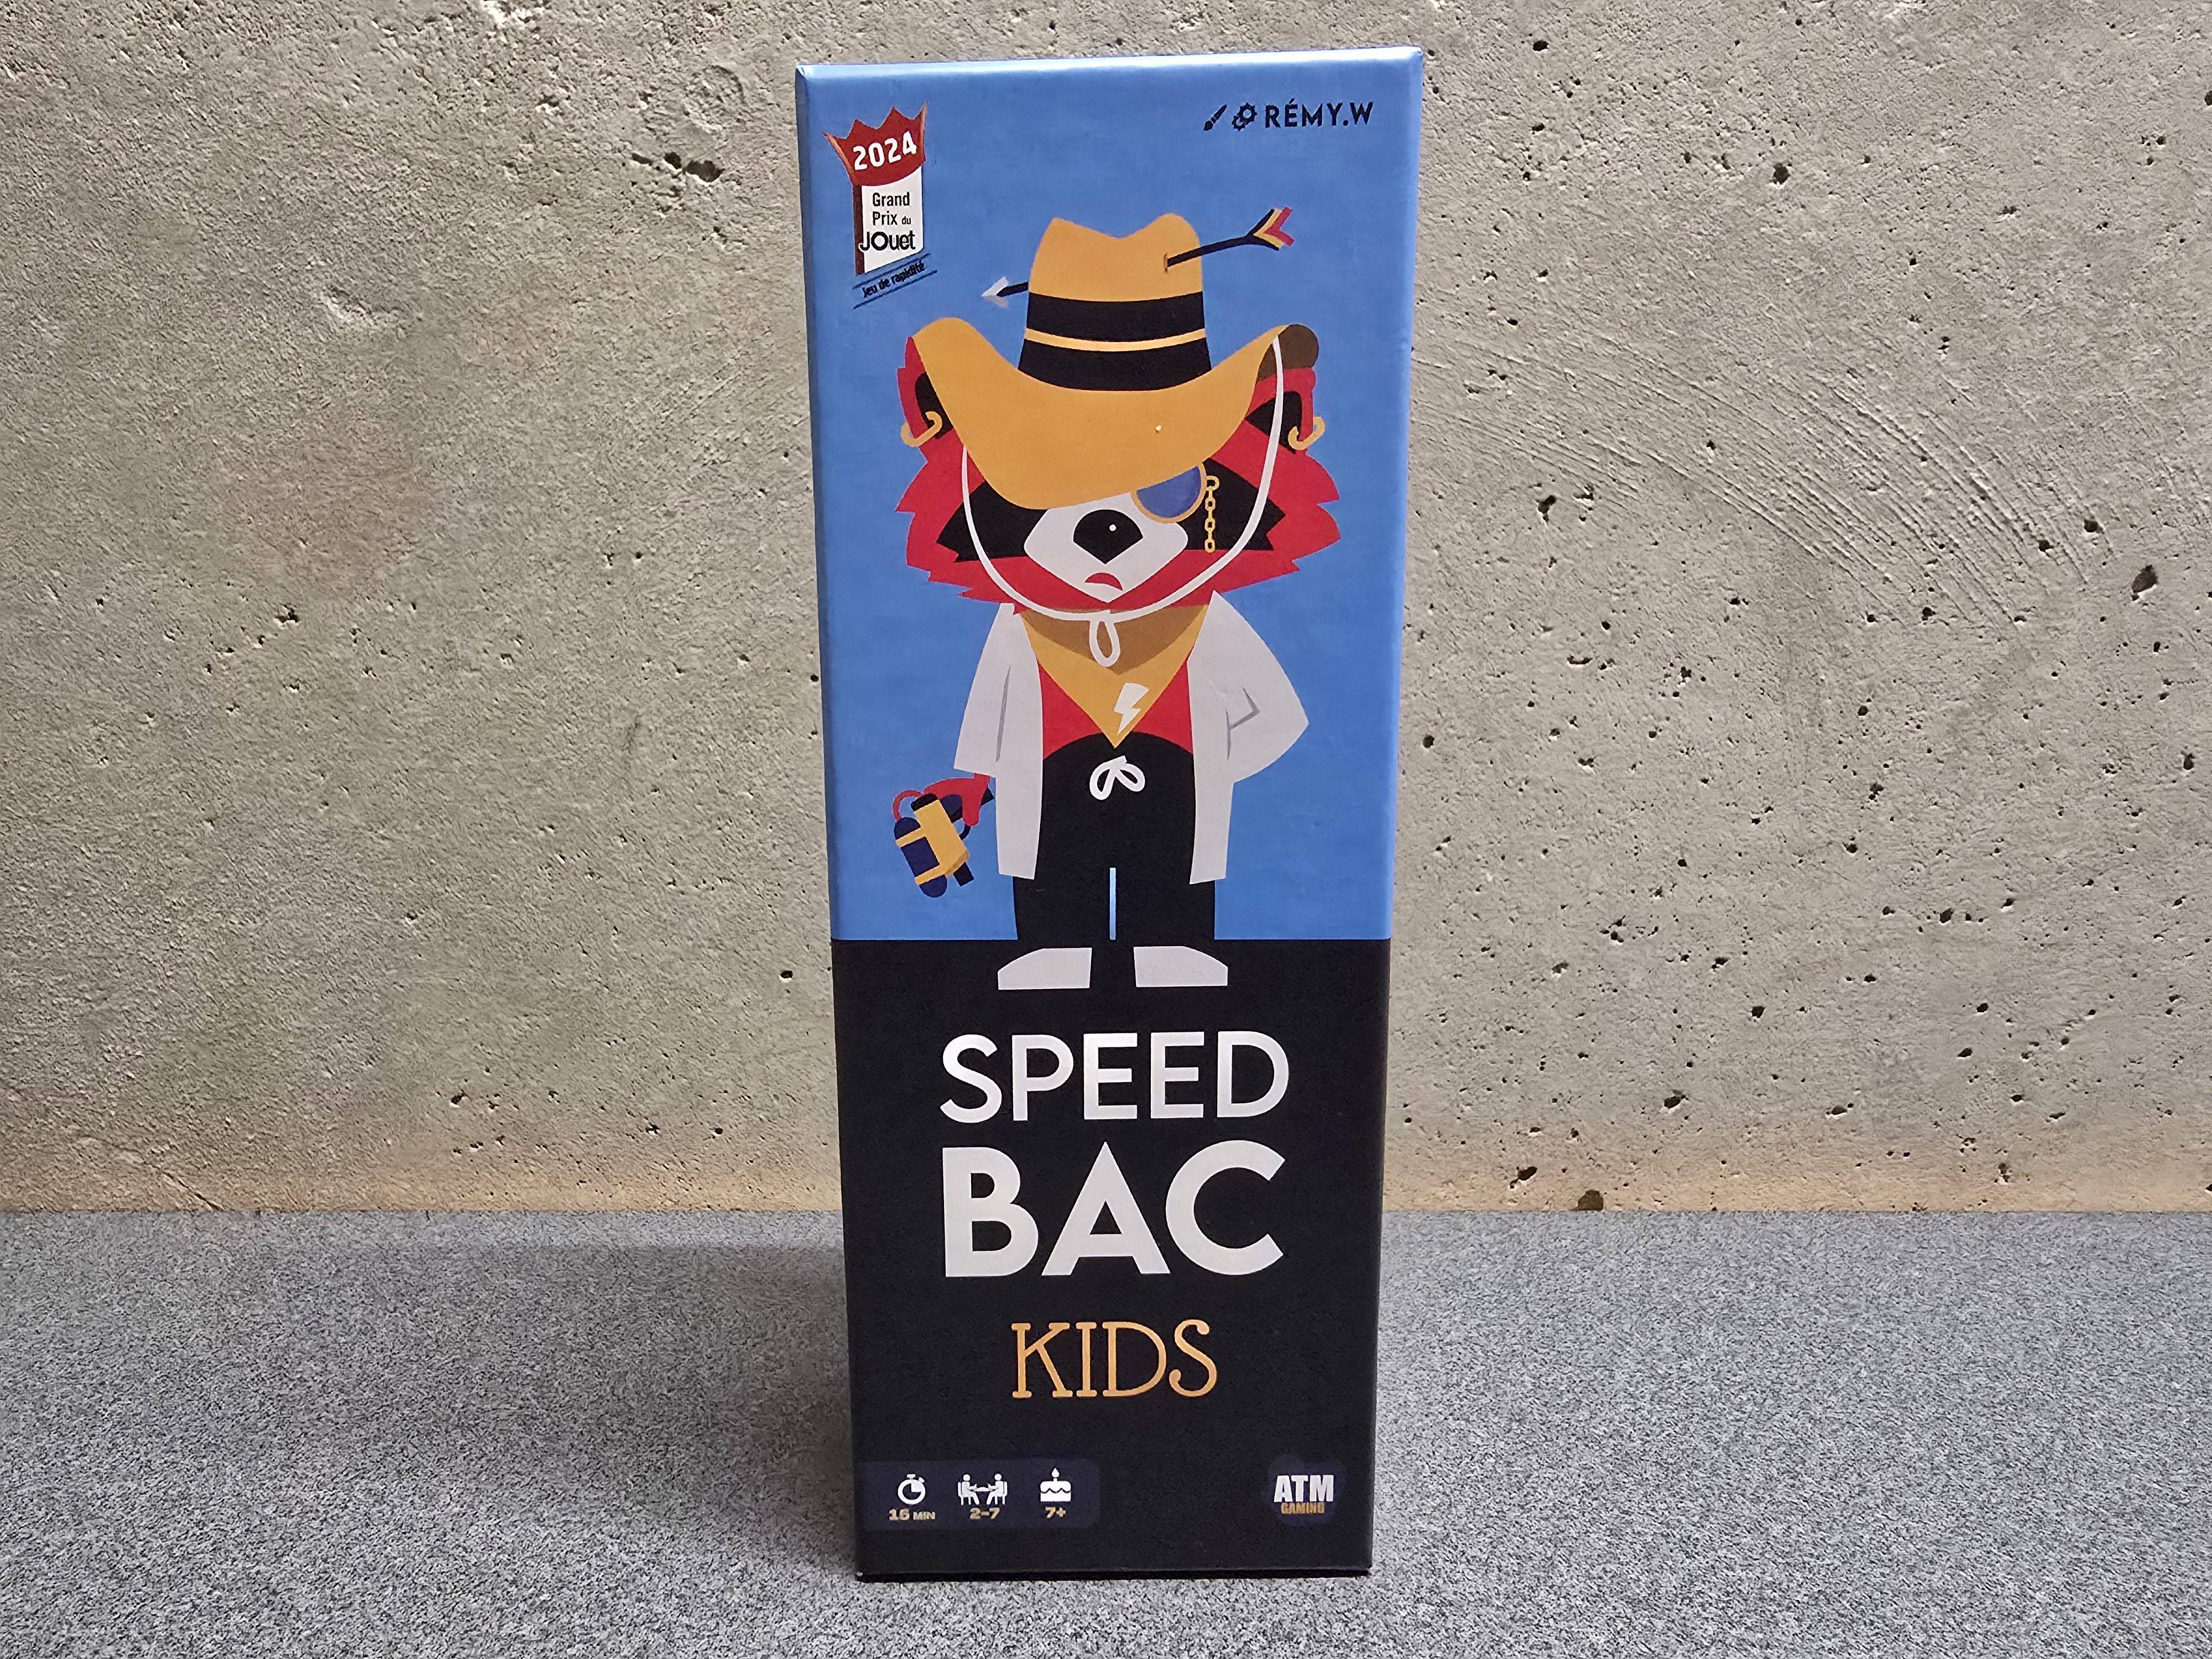 2024
Grand
Prix du
JOuet
jeu de rapidité
RÉMY.W
SPEED
BAC
KIDS
15 MIN
2-7
7+
ATM
GAMING